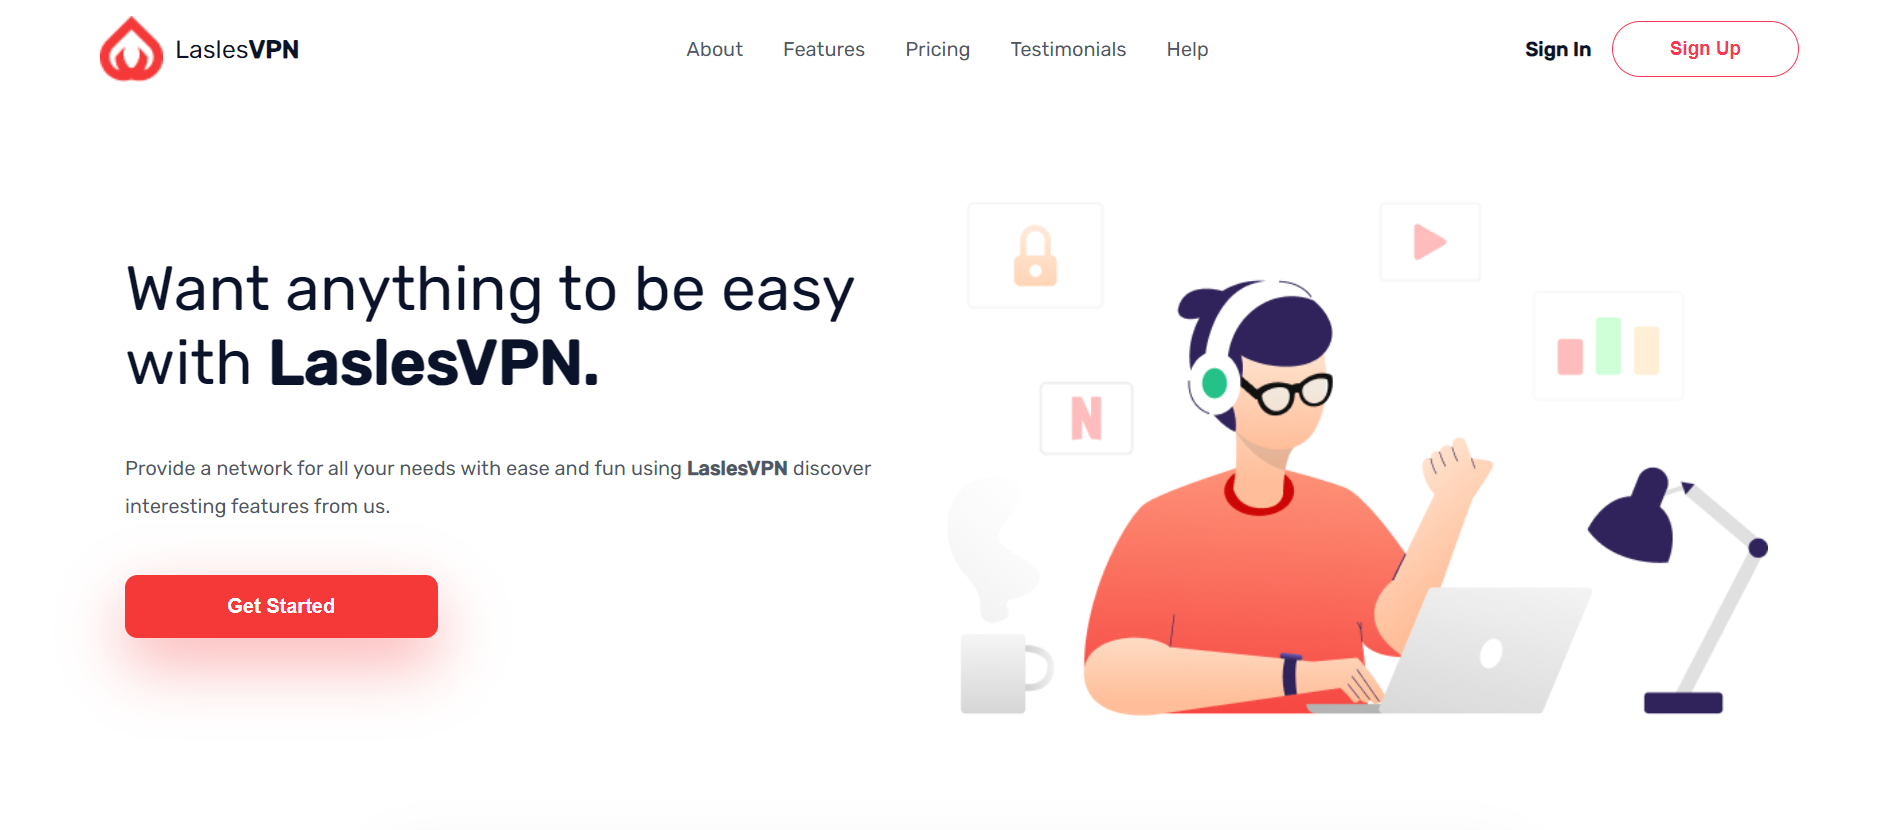 LaslesVPN
About Features Pricing Testimonials Help
Sign In Sign Up
Want anything to be easy
with LaslesVPN.
N
Provide a network for all your needs with ease and fun using LaslesVPN discover
interesting features from us.
Get Started